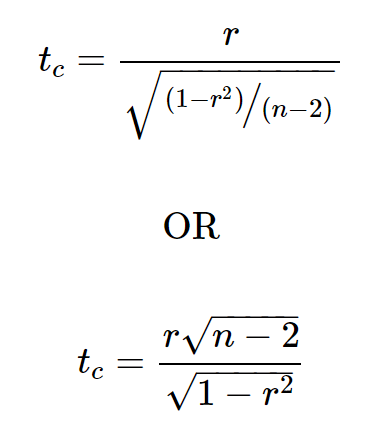 t_c = r / √((1−r²)/(n−2))
OR
t_c = r√(n − 2) / √(1 − r²)